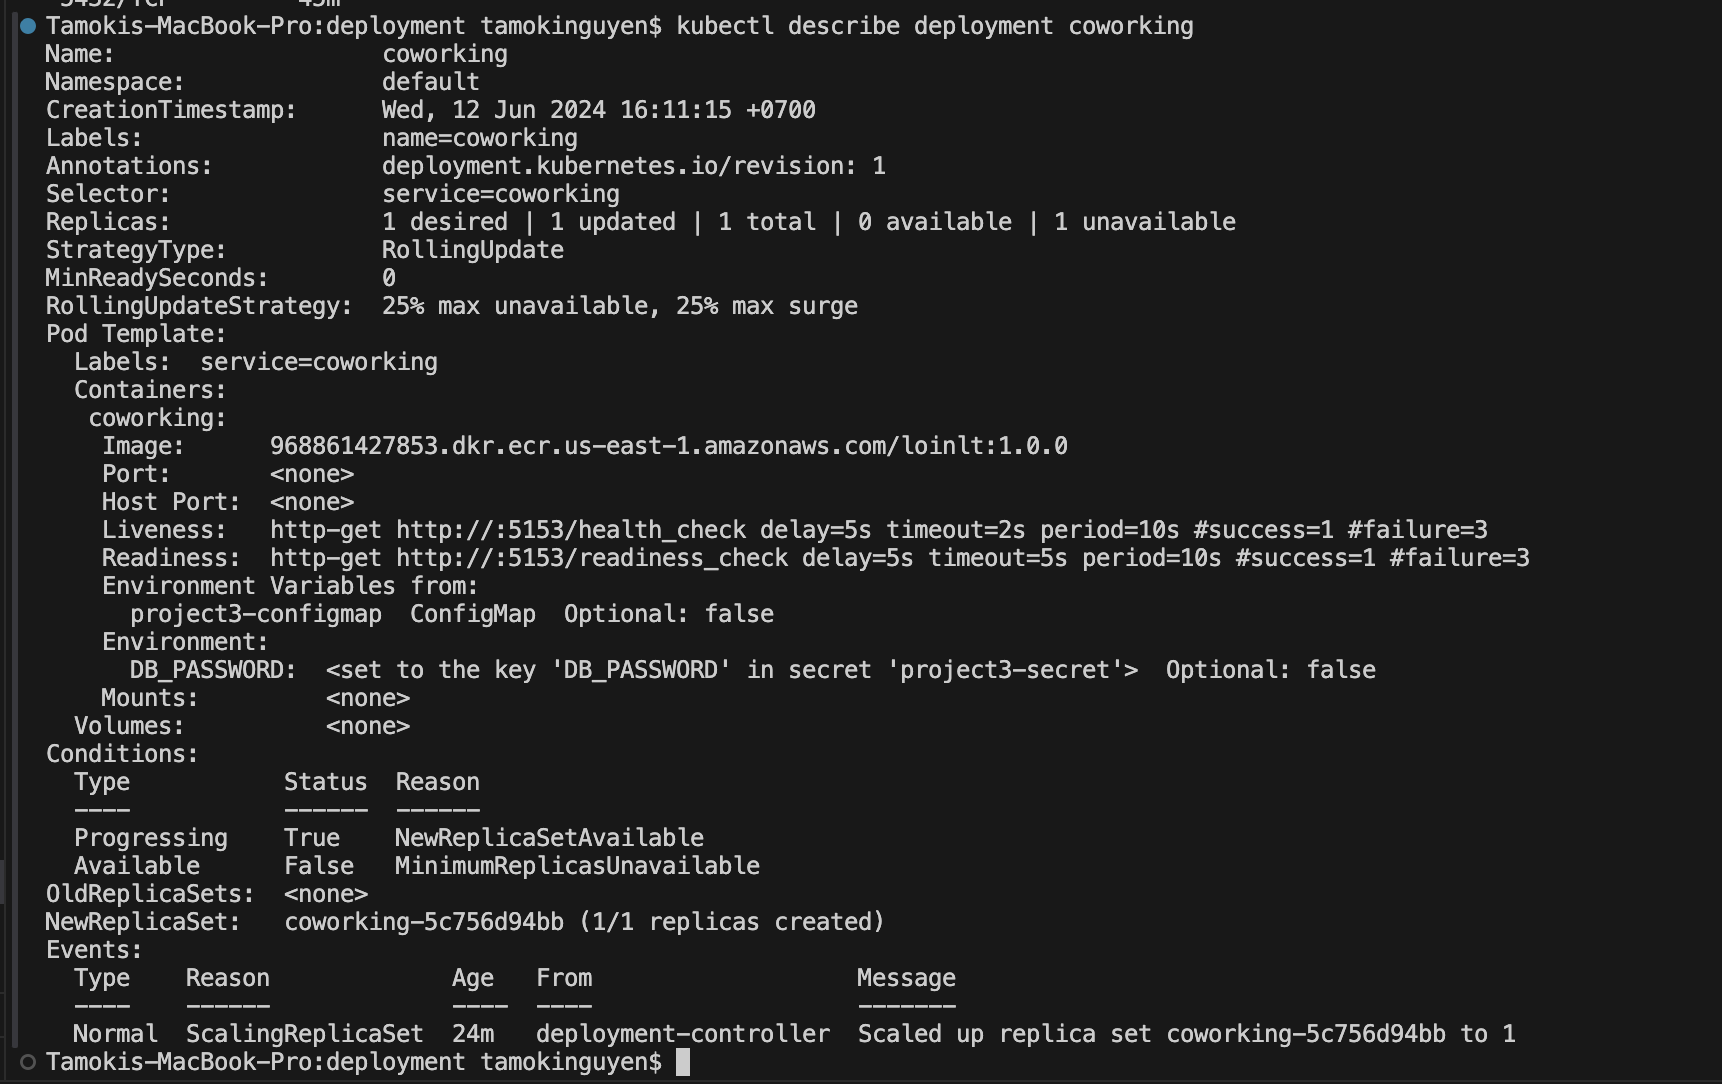 5432/TCP 45m
Tamokis-MacBook-Pro:deployment tamokinguyen$ kubectl describe deployment coworking
Name:                   coworking
Namespace:              default
CreationTimestamp:      Wed, 12 Jun 2024 16:11:15 +0700
Labels:                 name=coworking
Annotations:            deployment.kubernetes.io/revision: 1
Selector:               service=coworking
Replicas:               1 desired | 1 updated | 1 total | 0 available | 1 unavailable
StrategyType:           RollingUpdate
MinReadySeconds:        0
RollingUpdateStrategy:  25% max unavailable, 25% max surge
Pod Template:
  Labels:  service=coworking
  Containers:
   coworking:
    Image:      968861427853.dkr.ecr.us-east-1.amazonaws.com/loinlt:1.0.0
    Port:       <none>
    Host Port:  <none>
    Liveness:   http-get http://:5153/health_check delay=5s timeout=2s period=10s #success=1 #failure=3
    Readiness:  http-get http://:5153/readiness_check delay=5s timeout=5s period=10s #success=1 #failure=3
    Environment Variables from:
      project3-configmap  ConfigMap  Optional: false
    Environment:
      DB_PASSWORD:  <set to the key 'DB_PASSWORD' in secret 'project3-secret'>  Optional: false
    Mounts:         <none>
  Volumes:          <none>
Conditions:
  Type           Status  Reason
  ----           ------  ------
  Progressing    True    NewReplicaSetAvailable
  Available      False   MinimumReplicasUnavailable
OldReplicaSets:  <none>
NewReplicaSet:   coworking-5c756d94bb (1/1 replicas created)
Events:
  Type    Reason             Age   From                   Message
  ----    ------             ----  ----                   -------
  Normal  ScalingReplicaSet  24m   deployment-controller  Scaled up replica set coworking-5c756d94bb to 1
Tamokis-MacBook-Pro:deployment tamokinguyen$